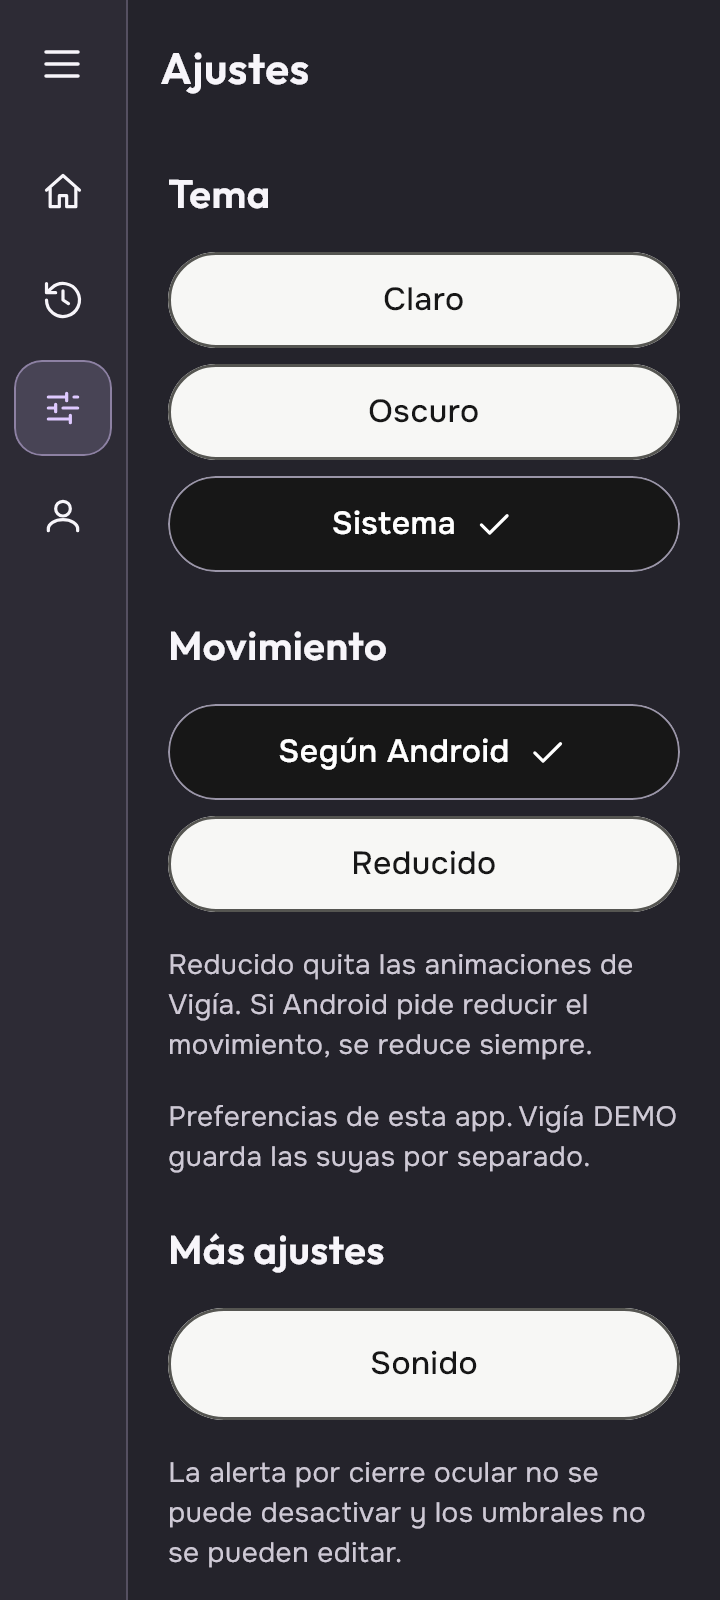 Ajustes
Tema
Claro
Oscuro
Sistema
Movimiento
Según Android
Reducido
Reducido quita las animaciones de
Vigía. Si Android pide reducir el
movimiento, se reduce siempre.
Preferencias de esta app. Vigía DEMO
guarda las suyas por separado.
Más ajustes
Sonido
La alerta por cierre ocular no se
puede desactivar y los umbrales no
se pueden editar.